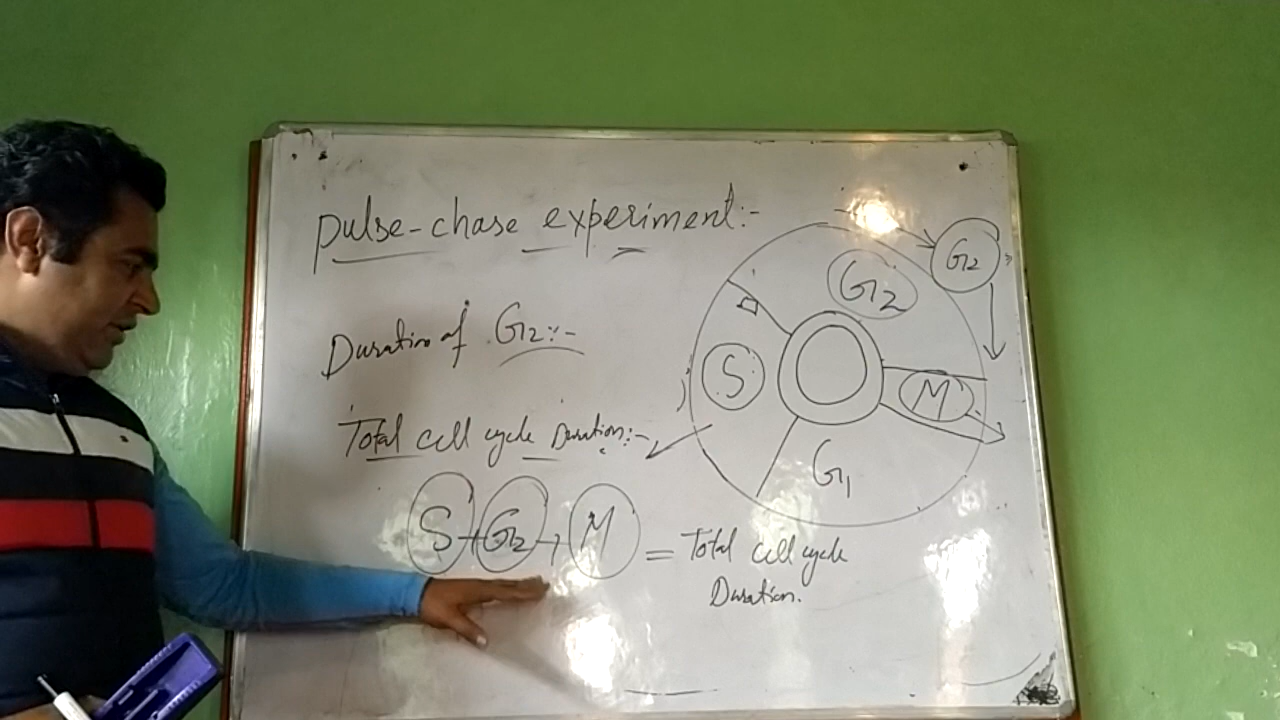 pulse-chase experiment:-
G2
G2
Duration of G2:-
S
M
Total cell cycle Duration:-
G1
S+G2+M = Total cell cycle
Duration.